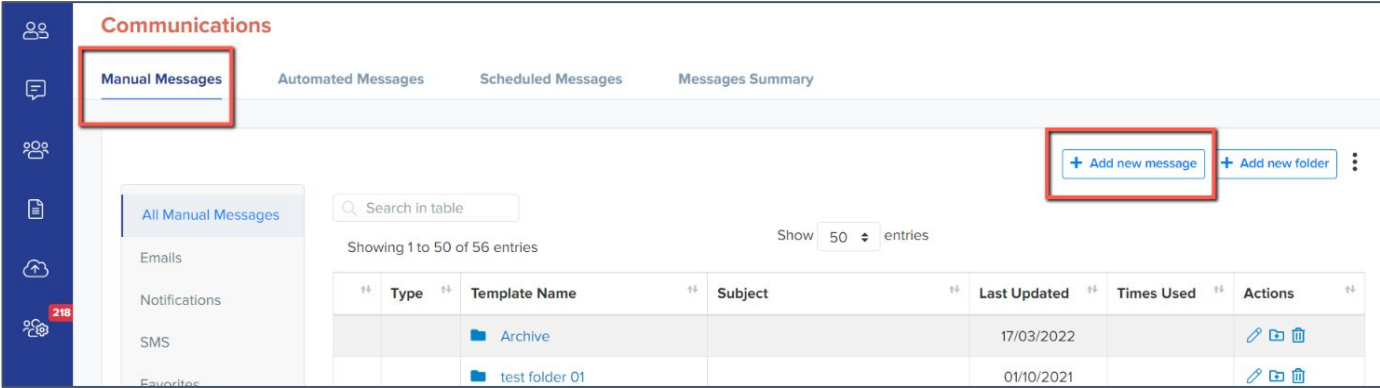 Communications
Manual Messages Automated Messages Scheduled Messages Messages Summary
+ Add new message + Add new folder
All Manual Messages
Search in table
Showing 1 to 50 of 56 entries
Show 50 entries
Emails
Notifications
SMS
Favorites
Type Template Name Subject Last Updated Times Used Actions
Archive 17/03/2022
test folder 01 01/10/2021
218